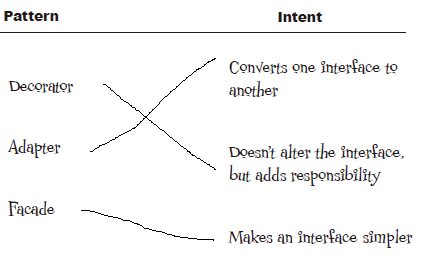 Pattern
Intent
Decorator
Adapter
Facade
Converts one interface to
another
Doesn't alter the interface,
but adds responsibility
Makes an interface simpler